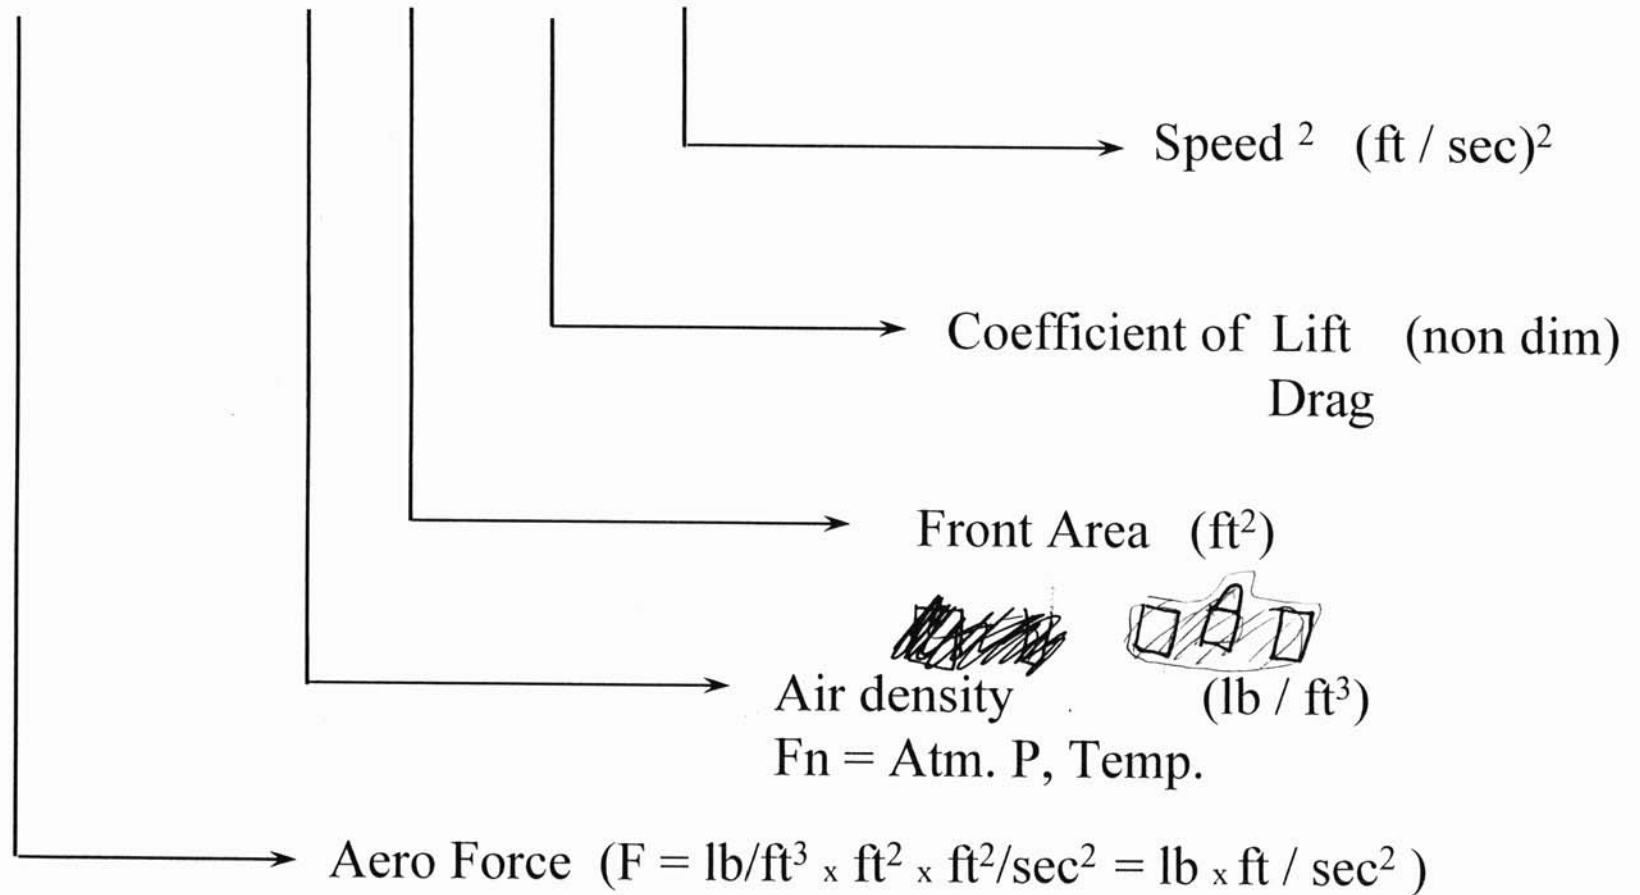 Speed ² (ft / sec)²
Coefficient of Lift (non dim)
Drag
Front Area (ft²)
Air density (lb / ft³)
Fn = Atm. P, Temp.
Aero Force (F = lb/ft³ x ft² x ft²/sec² = lb x ft / sec² )